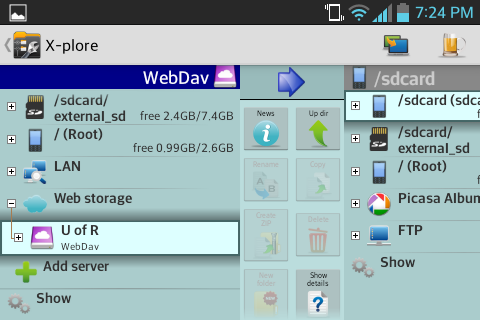 7:24 PM
X-plore
WebDav
/sdcard/
external_sd
free 2.4GB/7.4GB
/ (Root)
free 0.99GB/2.6GB
LAN
Web storage
U of R
WebDav
Add server
Show
News
Up dir
Rename
Copy
Create
ZIP
Delete
New
folder
Show
details
/sdcard
/sdcard (sdca
/sdcard/
external_sd
/ (Root)
Picasa Album
FTP
Show